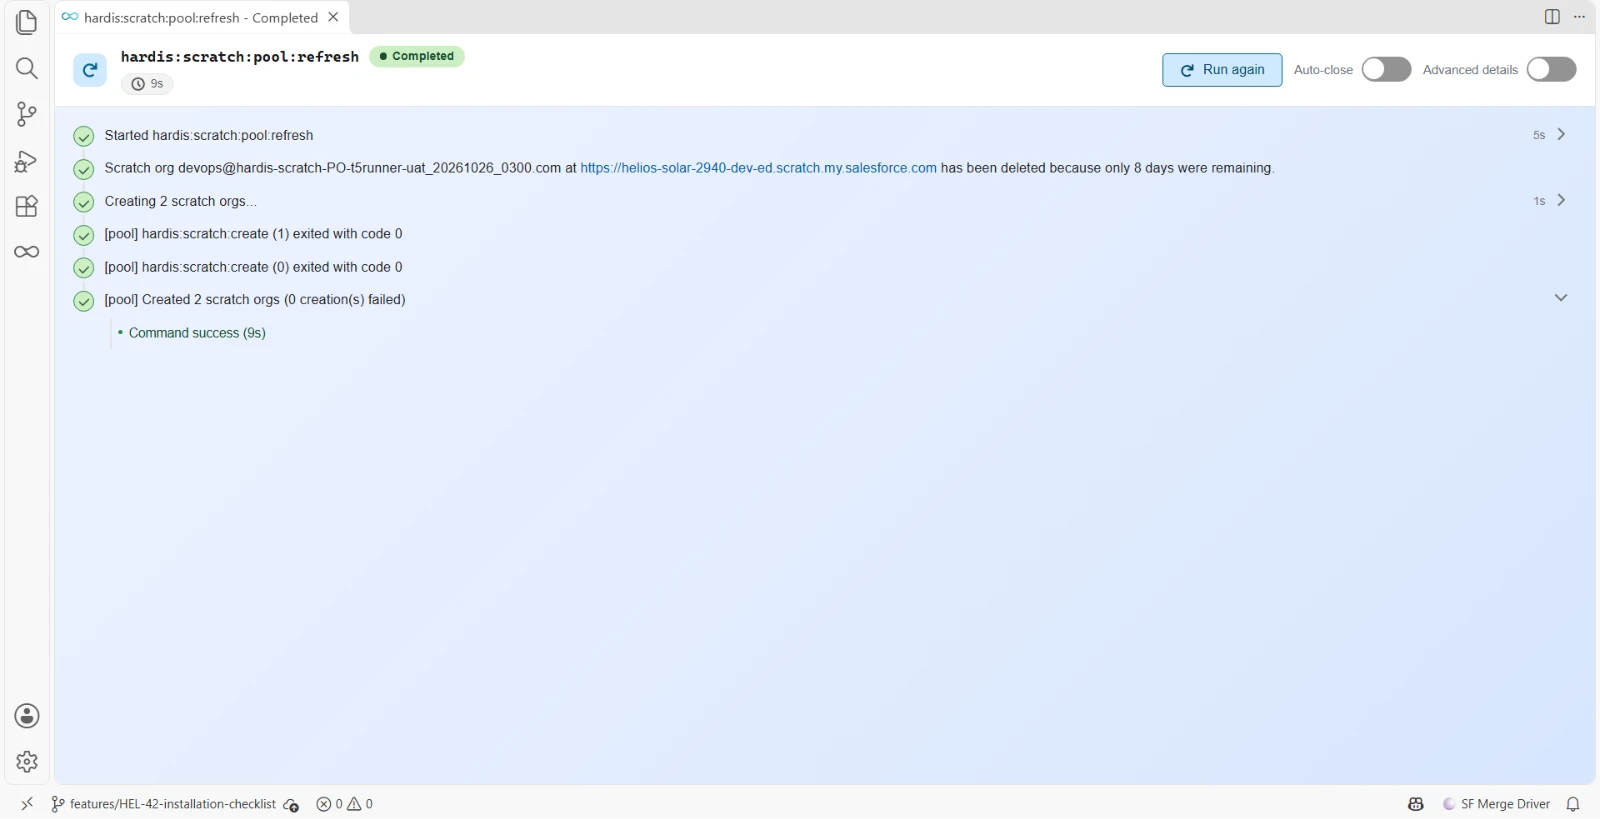 hardis:scratch:pool:refresh - Completed
hardis:scratch:pool:refresh
Completed
9s
Run again
Auto-close
Advanced details
Started hardis:scratch:pool:refresh
5s
Scratch org devops@hardis-scratch-PO-t5runner-uat_20261026_0300.com at https://helios-solar-2940-dev-ed.scratch.my.salesforce.com has been deleted because only 8 days were remaining.
Creating 2 scratch orgs...
1s
[pool] hardis:scratch:create (1) exited with code 0
[pool] hardis:scratch:create (0) exited with code 0
[pool] Created 2 scratch orgs (0 creation(s) failed)
• Command success (9s)
features/HEL-42-installation-checklist
0
0
SF Merge Driver